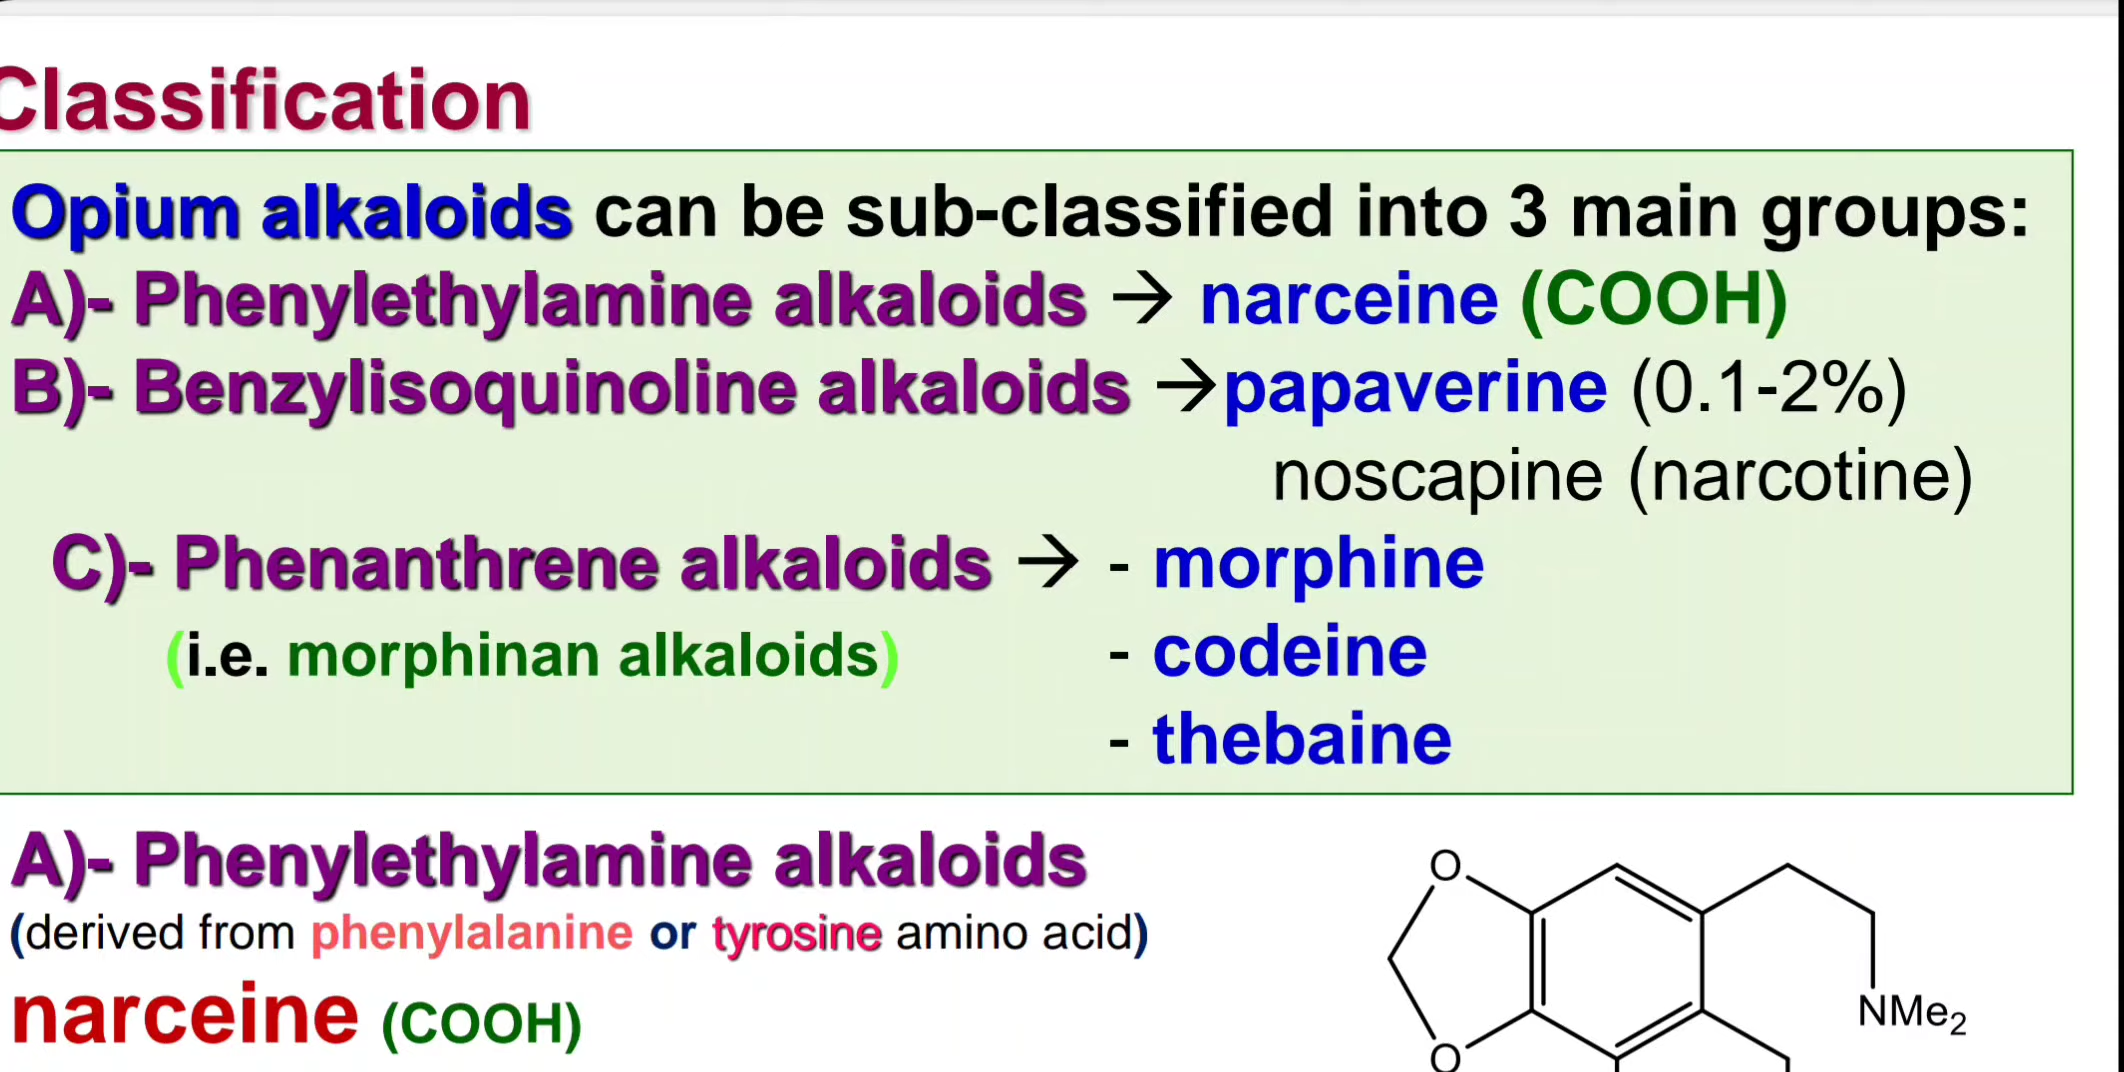 Classification
Opium alkaloids can be sub-classified into 3 main groups:
A)- Phenylethylamine alkaloids → narceine (COOH)
B)- Benzylisoquinoline alkaloids →papaverine (0.1-2%)
noscapine (narcotine)
C)- Phenanthrene alkaloids → - morphine
(i.e. morphinan alkaloids) - codeine
- thebaine
A)- Phenylethylamine alkaloids
(derived from phenylalanine or tyrosine amino acid)
narceine (COOH)
O
NMe₂
O